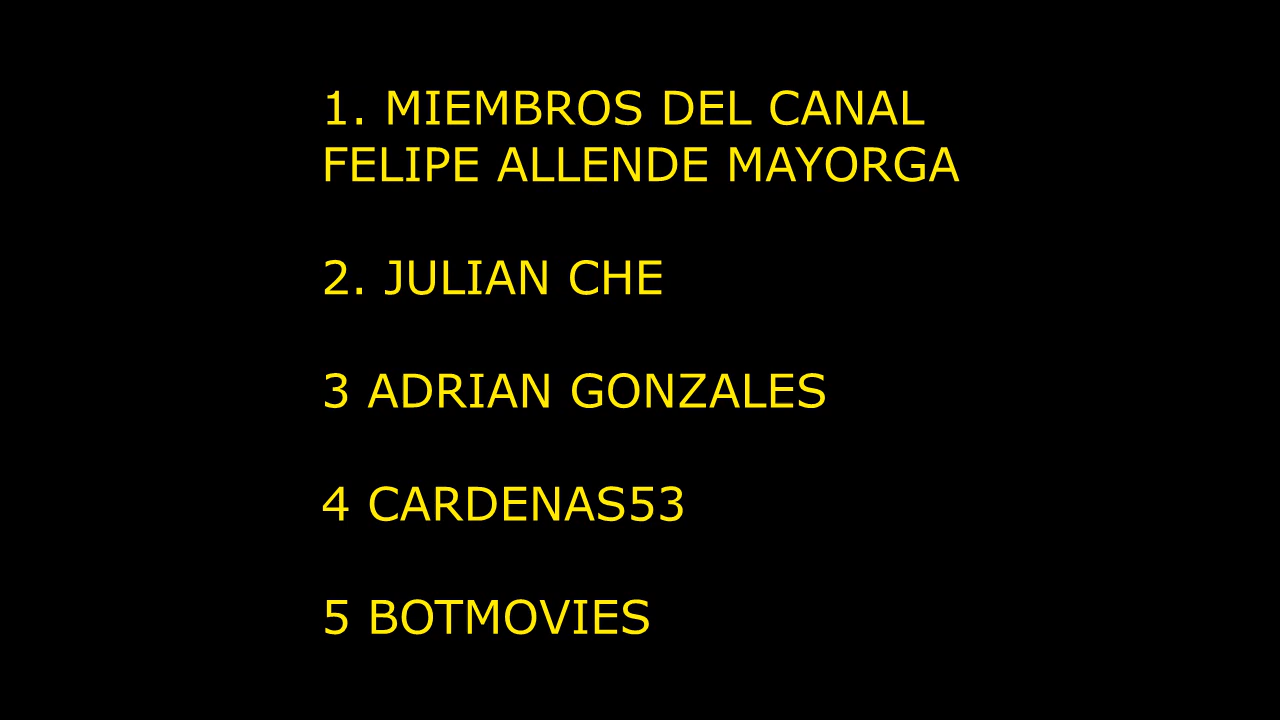 1. MIEMBROS DEL CANAL
FELIPE ALLENDE MAYORGA
2. JULIAN CHE
3 ADRIAN GONZALES
4 CARDENAS53
5 BOTMOVIES